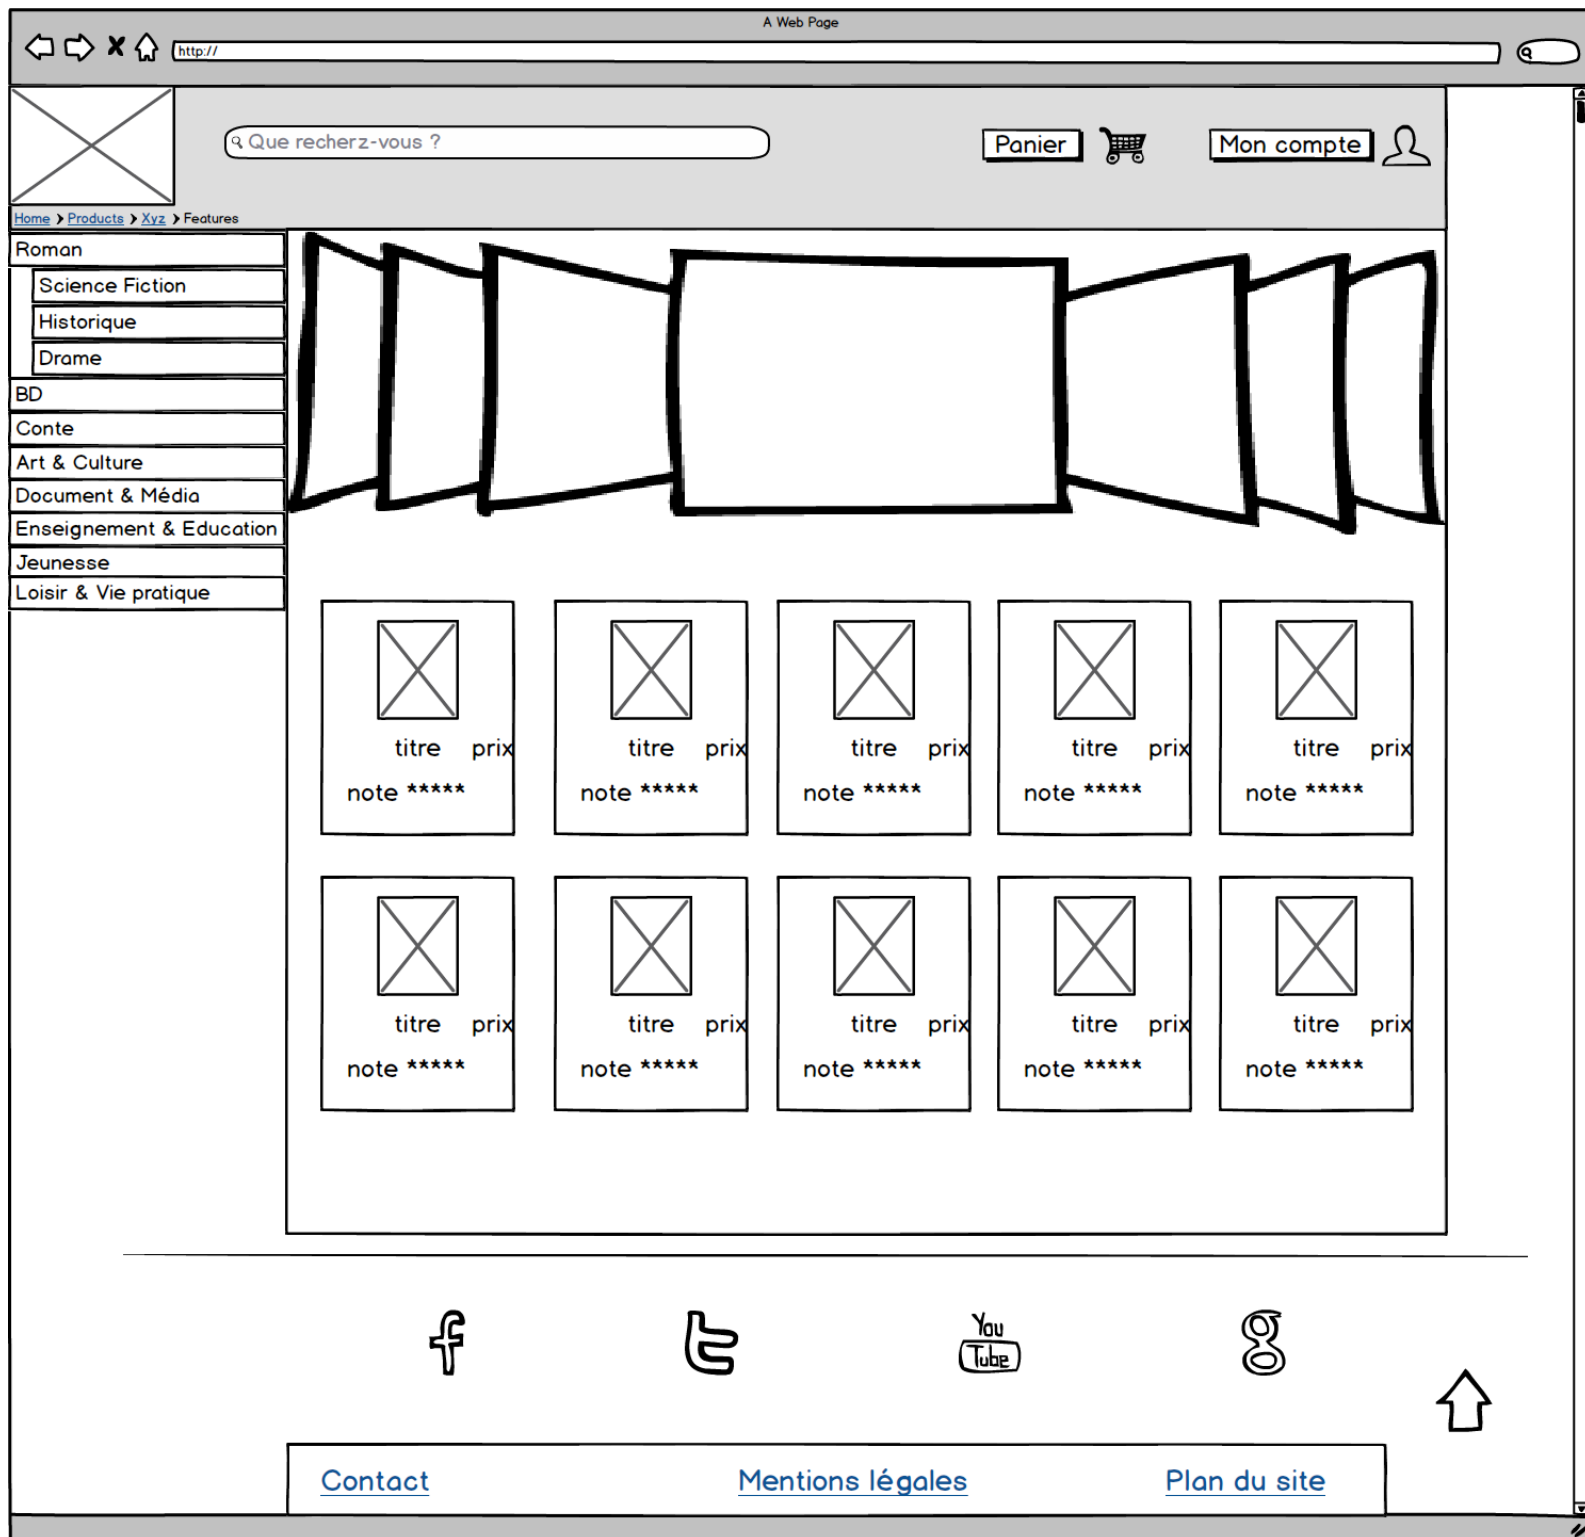 A Web Page
http://
Que recherz-vous ?
Panier
Mon compte
Home Products Xyz Features
Roman
Science Fiction
Historique
Drame
BD
Conte
Art & Culture
Document & Média
Enseignement & Education
Jeunesse
Loisir & Vie pratique
titre prix titre prix titre prix titre prix titre prix
note ***** note ***** note ***** note ***** note *****
titre prix titre prix titre prix titre prix titre prix
note ***** note ***** note ***** note ***** note *****
You
Tube
Contact Mentions légales Plan du site